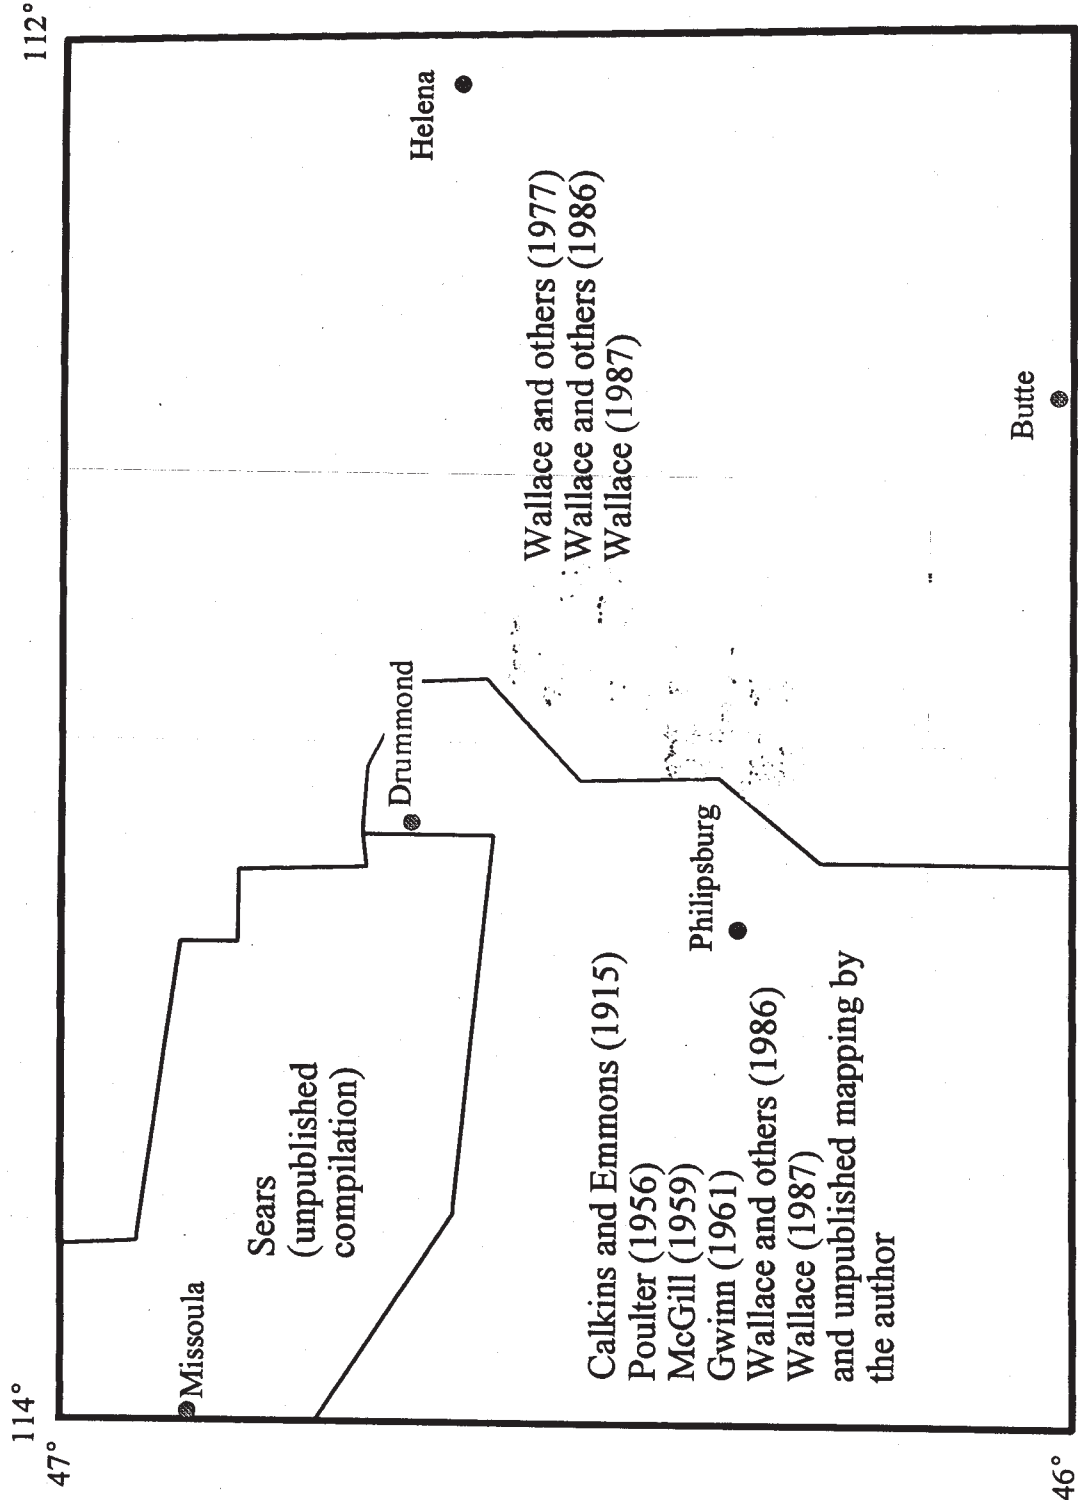 114°
112°
47°
Missoula
Sears
(unpublished
compilation)
Drummond
Helena
Calkins and Emmons (1915)
Poulter (1956)
McGill (1959)
Gwinn (1961)
Wallace and others (1986)
Wallace (1987)
and unpublished mapping by
the author
Philipsburg
Wallace and others (1977)
Wallace and others (1986)
Wallace (1987)
Butte
46°